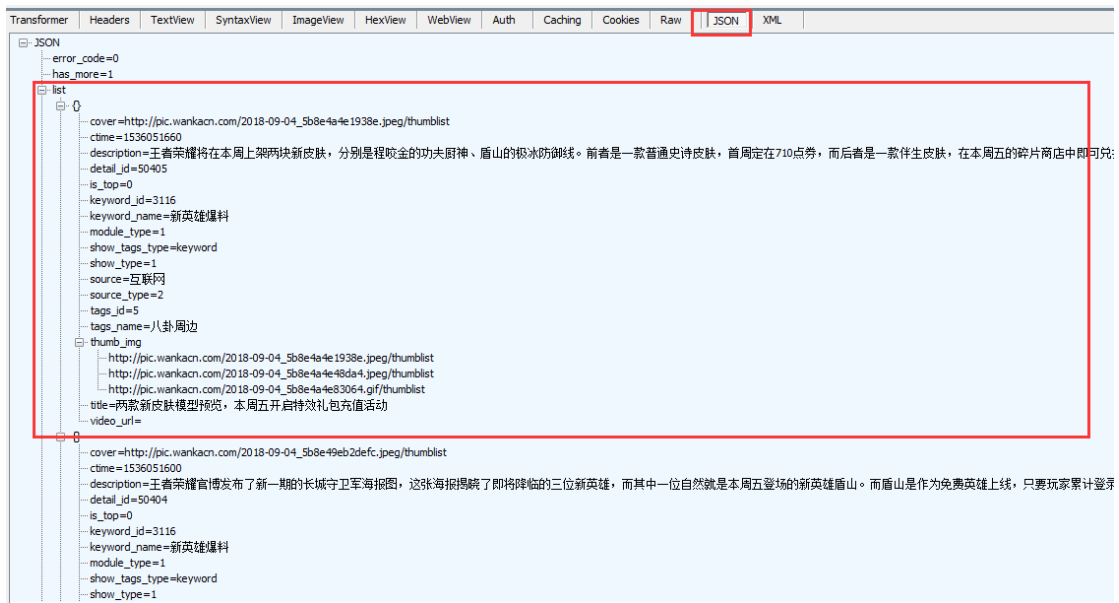 Transformer Headers TextView SyntaxView ImageView HexView WebView Auth Caching Cookies Raw JSON XML
JSON
error_code=0
has_more=1
list
{}
cover=http://pic.wankacn.com/2018-09-04_5b8e4a4e1938e.jpeg/thumblist
ctime=1536051660
description=王者荣耀将在本周上架两块新皮肤，分别是程咬金的功夫厨神、盾山的极冰防御线。前者是一款普通史诗皮肤，首周定在710点券，而后者是一款伴生皮肤，在本周五的碎片商店中即可兑
detail_id=50405
is_top=0
keyword_id=3116
keyword_name=新英雄爆料
module_type=1
show_tags_type=keyword
show_type=1
source=互联网
source_type=2
tags_id=5
tags_name=八卦周边
thumb_img
http://pic.wankacn.com/2018-09-04_5b8e4a4e1938e.jpeg/thumblist
http://pic.wankacn.com/2018-09-04_5b8e4a4e48da4.jpeg/thumblist
http://pic.wankacn.com/2018-09-04_5b8e4a4e83064.gif/thumblist
title=两款新皮肤模型预览，本周五开启特效礼包充值活动
video_url=
{}
cover=http://pic.wankacn.com/2018-09-04_5b8e49eb2defc.jpeg/thumblist
ctime=1536051600
description=王者荣耀官博发布了新一期的长城守卫军海报图，这张海报揭晓了即将降临的三位新英雄，而其中一位自然就是本周五登场的新英雄盾山。而盾山是作为免费英雄上线，只要玩家累计登录
detail_id=50404
is_top=0
keyword_id=3116
keyword_name=新英雄爆料
module_type=1
show_tags_type=keyword
show_type=1